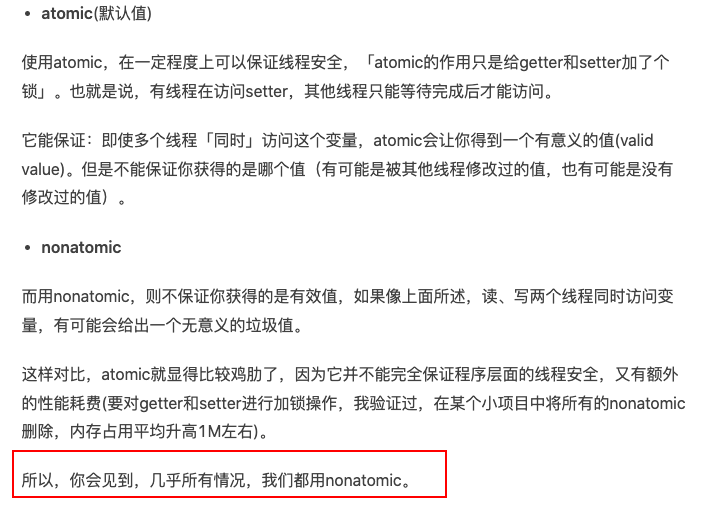 • atomic(默认值)
使用atomic，在一定程度上可以保证线程安全，「atomic的作用只是给getter和setter加了个
锁」。也就是说，有线程在访问setter，其他线程只能等待完成后才能访问。
它能保证：即使多个线程「同时」访问这个变量，atomic会让你得到一个有意义的值(valid
value)。但是不能保证你获得的是哪个值（有可能是被其他线程修改过的值，也有可能是没有
修改过的值）。
• nonatomic
而用nonatomic，则不保证你获得的是有效值，如果像上面所述，读、写两个线程同时访问变
量，有可能会给出一个无意义的垃圾值。
这样对比，atomic就显得比较鸡肋了，因为它并不能完全保证程序层面的线程安全，又有额外
的性能耗费(要对getter和setter进行加锁操作，我验证过，在某个小项目中将所有的nonatomic
删除，内存占用平均升高1M左右)。
所以，你会见到，几乎所有情况，我们都用nonatomic。